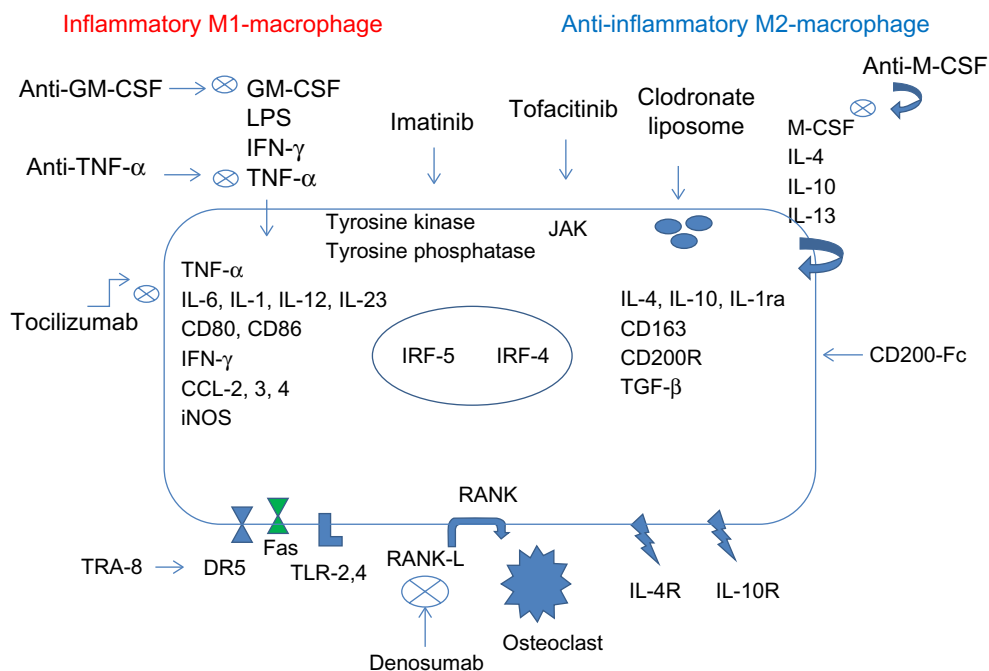 Inflammatory M1-macrophage
Anti-inflammatory M2-macrophage
Anti-GM-CSF
GM-CSF
LPS
IFN-γ
TNF-α
Anti-TNF-α
Imatinib
Tofacitinib
Clodronate
liposome
Anti-M-CSF
M-CSF
IL-4
IL-10
IL-13
Tyrosine kinase
Tyrosine phosphatase
JAK
Tocilizumab
TNF-α
IL-6, IL-1, IL-12, IL-23
CD80, CD86
IFN-γ
CCL-2, 3, 4
iNOS
IRF-5
IRF-4
IL-4, IL-10, IL-1ra
CD163
CD200R
TGF-β
CD200-Fc
RANK
TRA-8
DR5
Fas
TLR-2,4
RANK-L
Denosumab
Osteoclast
IL-4R
IL-10R